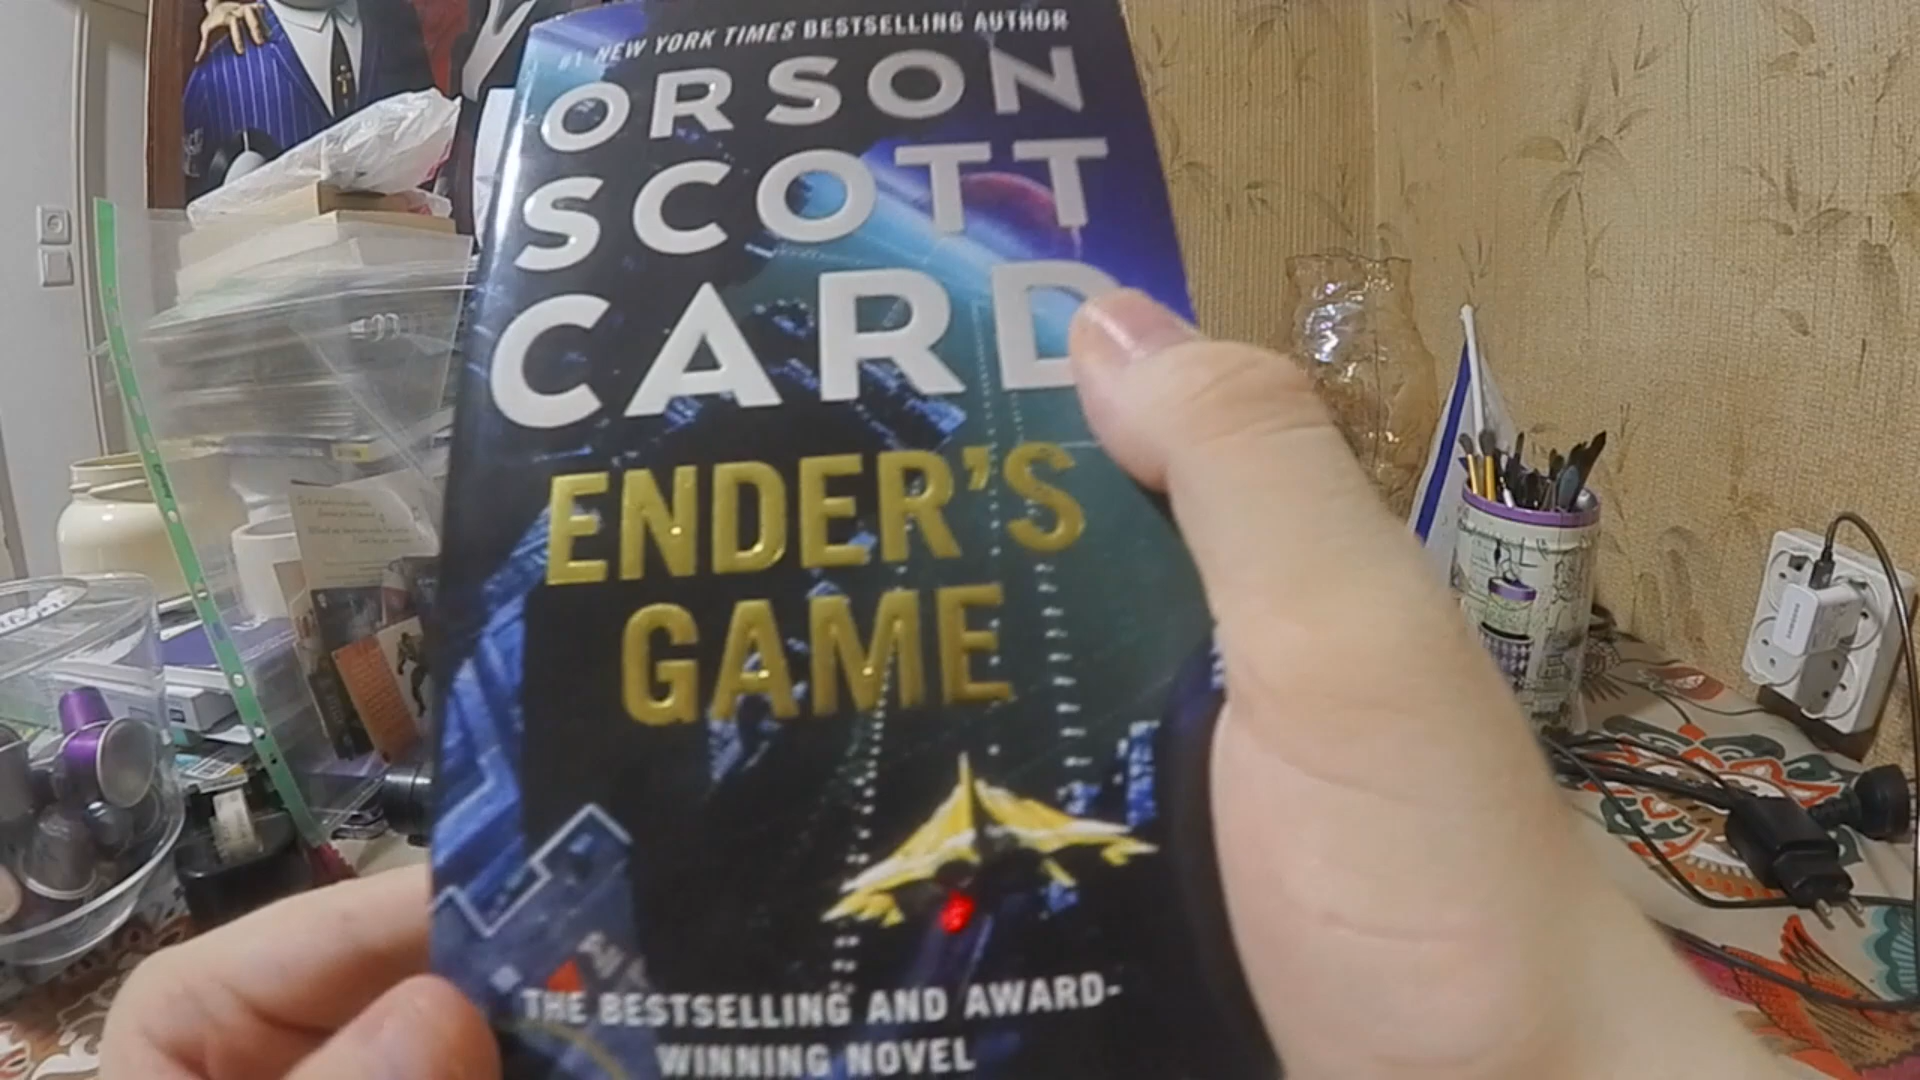 #1 NEW YORK TIMES BESTSELLING AUTHOR
ORSON
SCOTT
CARD
ENDER'S
GAME
THE BESTSELLING AND AWARD-
WINNING NOVEL